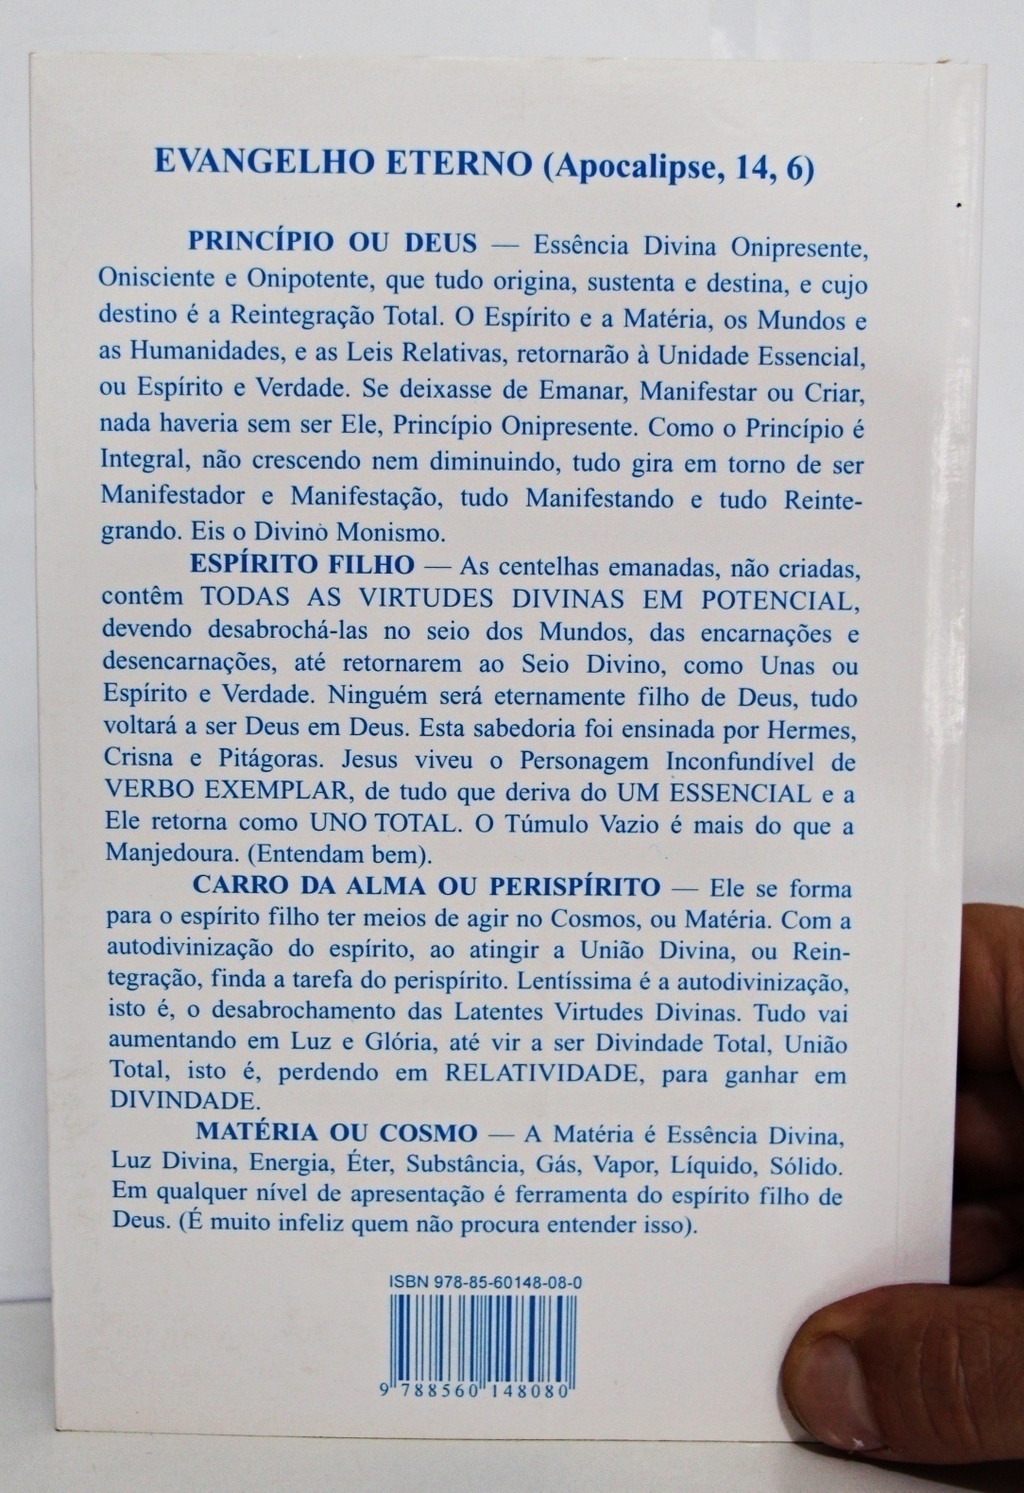 EVANGELHO ETERNO (Apocalipse, 14, 6)
PRINCÍPIO OU DEUS — Essência Divina Onipresente,
Onisciente e Onipotente, que tudo origina, sustenta e destina, e cujo
destino é a Reintegração Total. O Espírito e a Matéria, os Mundos e
as Humanidades, e as Leis Relativas, retornarão à Unidade Essencial,
ou Espírito e Verdade. Se deixasse de Emanar, Manifestar ou Criar,
nada haveria sem ser Ele, Princípio Onipresente. Como o Princípio é
Integral, não crescendo nem diminuindo, tudo gira em torno de ser
Manifestador e Manifestação, tudo Manifestando e tudo Reinte-
grando. Eis o Divino Monismo.
ESPÍRITO FILHO — As centelhas emanadas, não criadas,
contêm TODAS AS VIRTUDES DIVINAS EM POTENCIAL,
devendo desabrochá-las no seio dos Mundos, das encarnações e
desencarnações, até retornarem ao Seio Divino, como Unas ou
Espírito e Verdade. Ninguém será eternamente filho de Deus, tudo
voltará a ser Deus em Deus. Esta sabedoria foi ensinada por Hermes,
Crisna e Pitágoras. Jesus viveu o Personagem Inconfundível de
VERBO EXEMPLAR, de tudo que deriva do UM ESSENCIAL e a
Ele retorna como UNO TOTAL. O Túmulo Vazio é mais do que a
Manjedoura. (Entendam bem).
CARRO DA ALMA OU PERISPÍRITO — Ele se forma
para o espírito filho ter meios de agir no Cosmos, ou Matéria. Com a
autodivinização do espírito, ao atingir a União Divina, ou Rein-
tegração, finda a tarefa do perispírito. Lentíssima é a autodivinização,
isto é, o desabrochamento das Latentes Virtudes Divinas. Tudo vai
aumentando em Luz e Glória, até vir a ser Divindade Total, União
Total, isto é, perdendo em RELATIVIDADE, para ganhar em
DIVINDADE.
MATÉRIA OU COSMO — A Matéria é Essência Divina,
Luz Divina, Energia, Éter, Substância, Gás, Vapor, Líquido, Sólido.
Em qualquer nível de apresentação é ferramenta do espírito filho de
Deus. (É muito infeliz quem não procura entender isso).
ISBN 978-85-60148-08-0
9 788560 148080